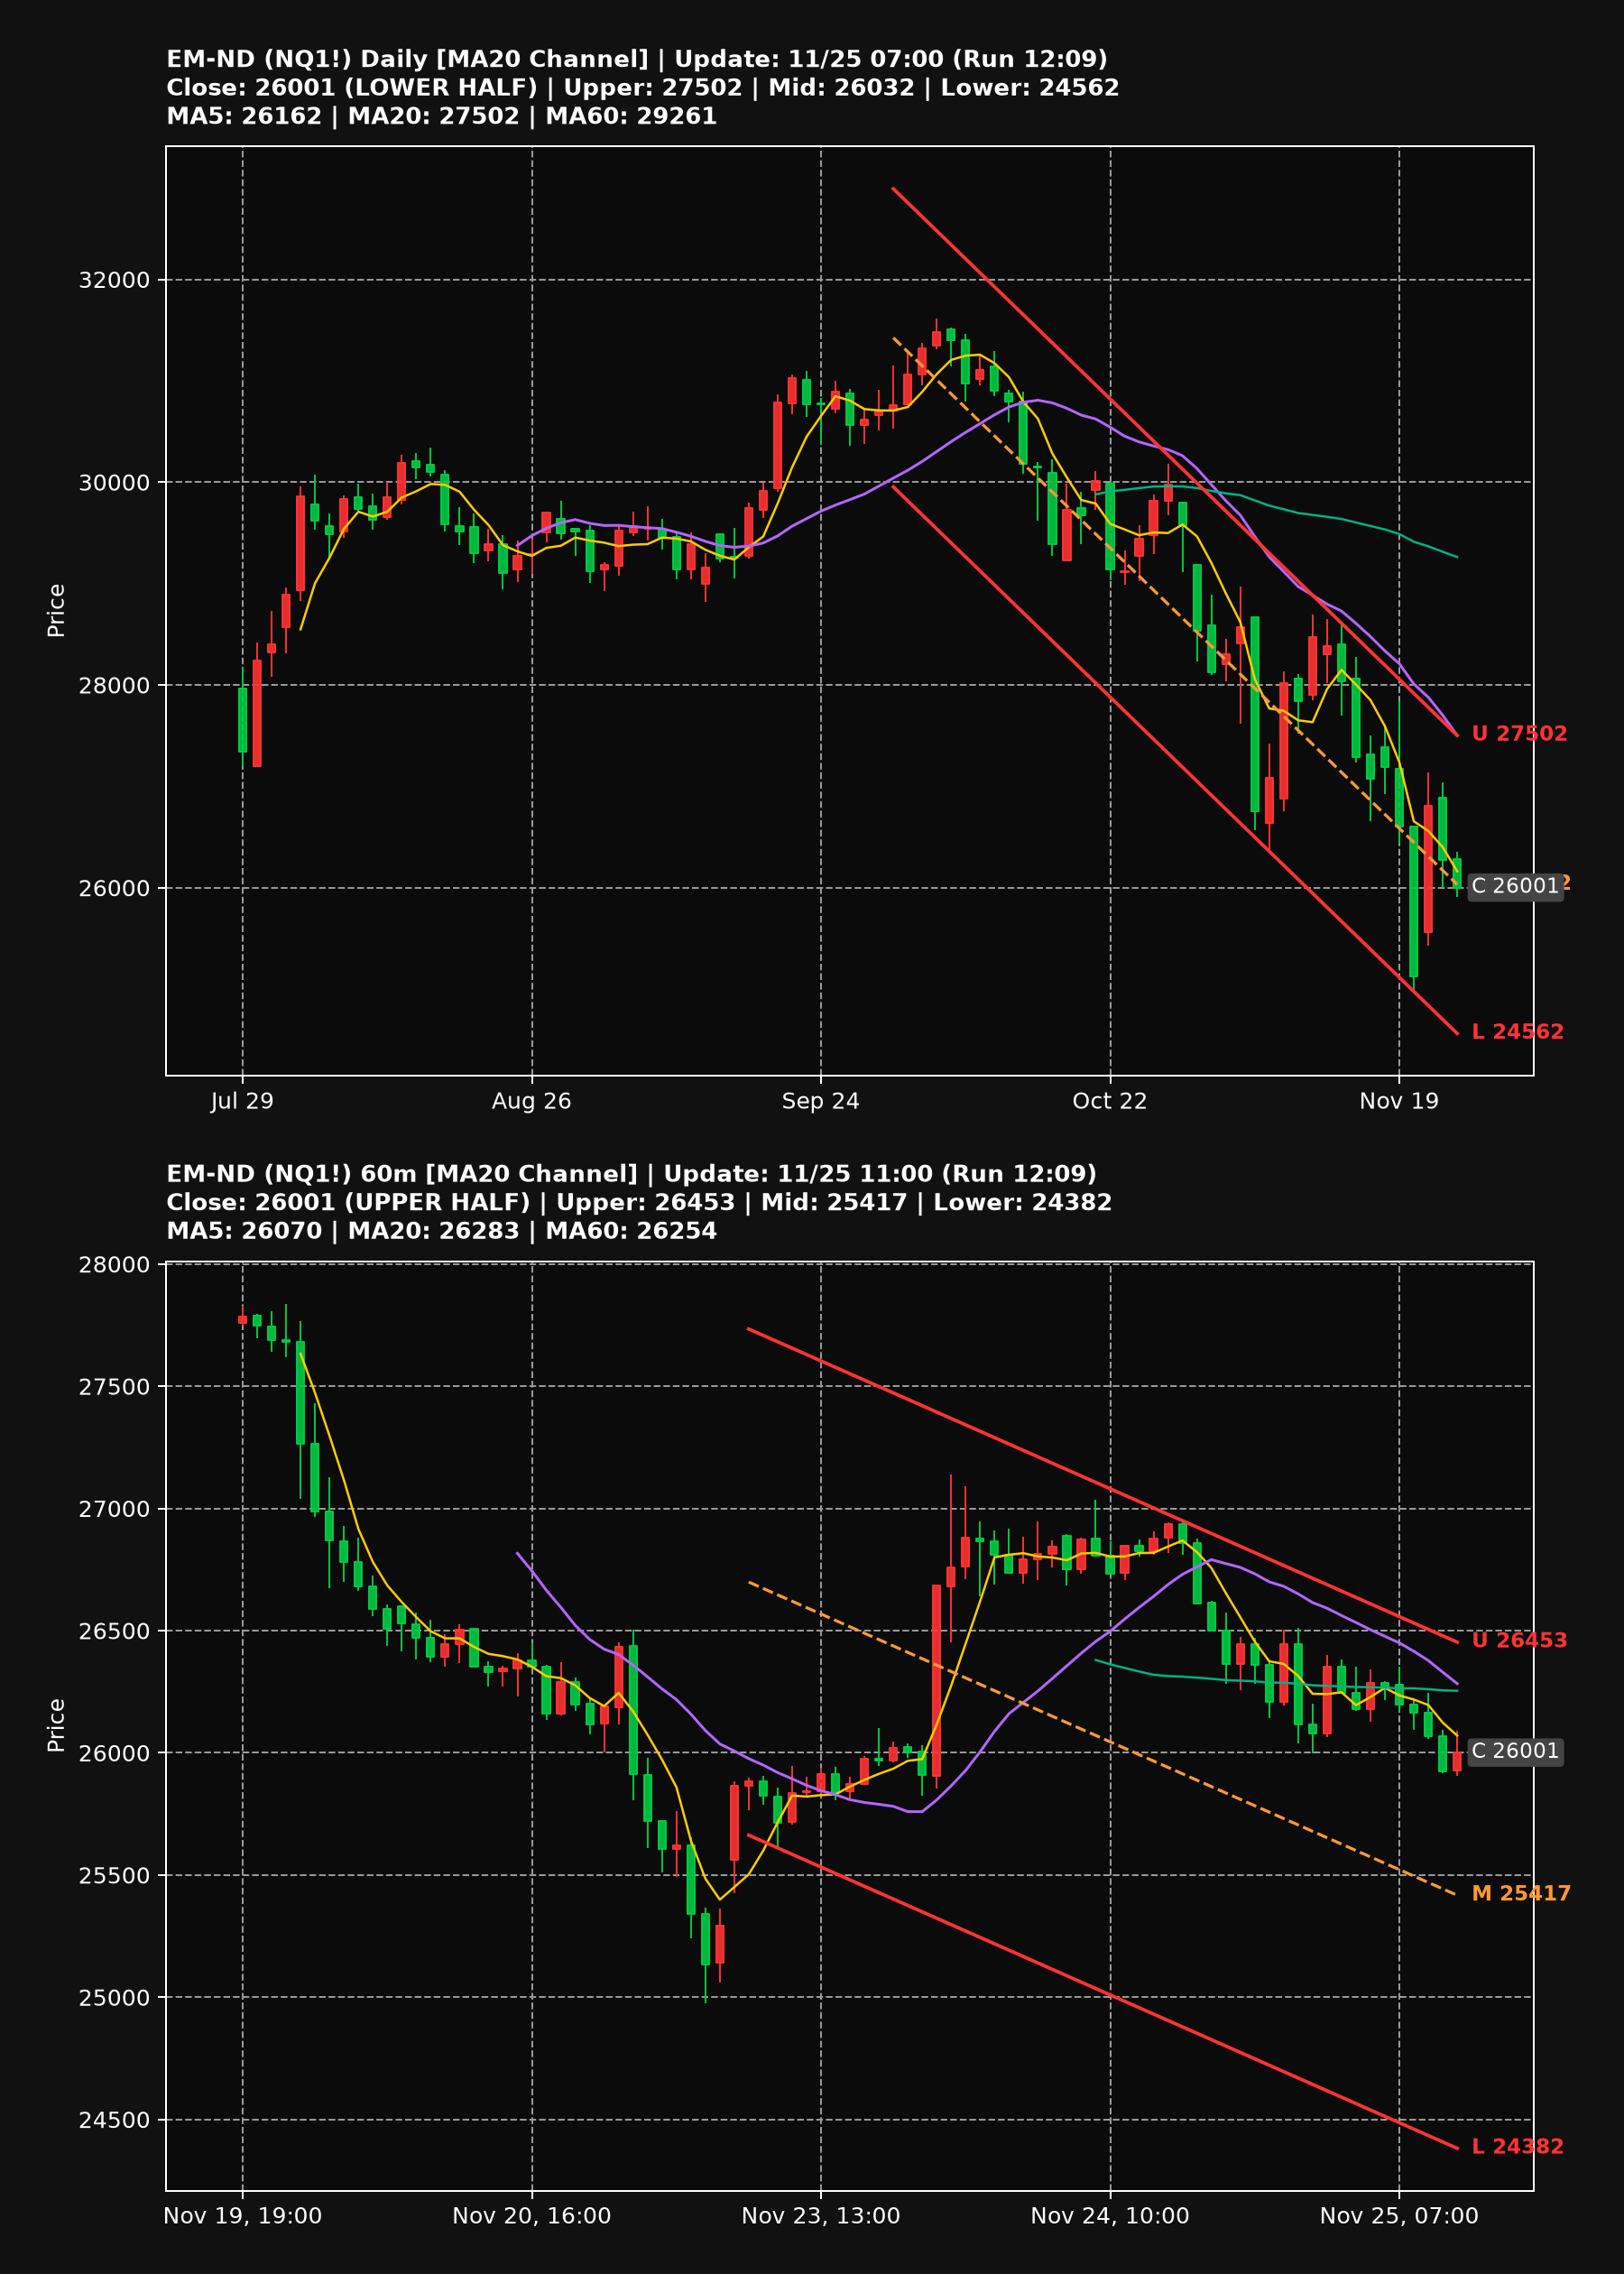 EM-ND (NQ1!) Daily [MA20 Channel] | Update: 11/25 07:00 (Run 12:09)
Close: 26001 (LOWER HALF) | Upper: 27502 | Mid: 26032 | Lower: 24562
MA5: 26162 | MA20: 27502 | MA60: 29261
32000
30000
28000
26000
Price
U 27502
C 26001
2
L 24562
Jul 29
Aug 26
Sep 24
Oct 22
Nov 19
EM-ND (NQ1!) 60m [MA20 Channel] | Update: 11/25 11:00 (Run 12:09)
Close: 26001 (UPPER HALF) | Upper: 26453 | Mid: 25417 | Lower: 24382
MA5: 26070 | MA20: 26283 | MA60: 26254
28000
27500
27000
26500
26000
25500
25000
24500
Price
U 26453
C 26001
M 25417
L 24382
Nov 19, 19:00
Nov 20, 16:00
Nov 23, 13:00
Nov 24, 10:00
Nov 25, 07:00